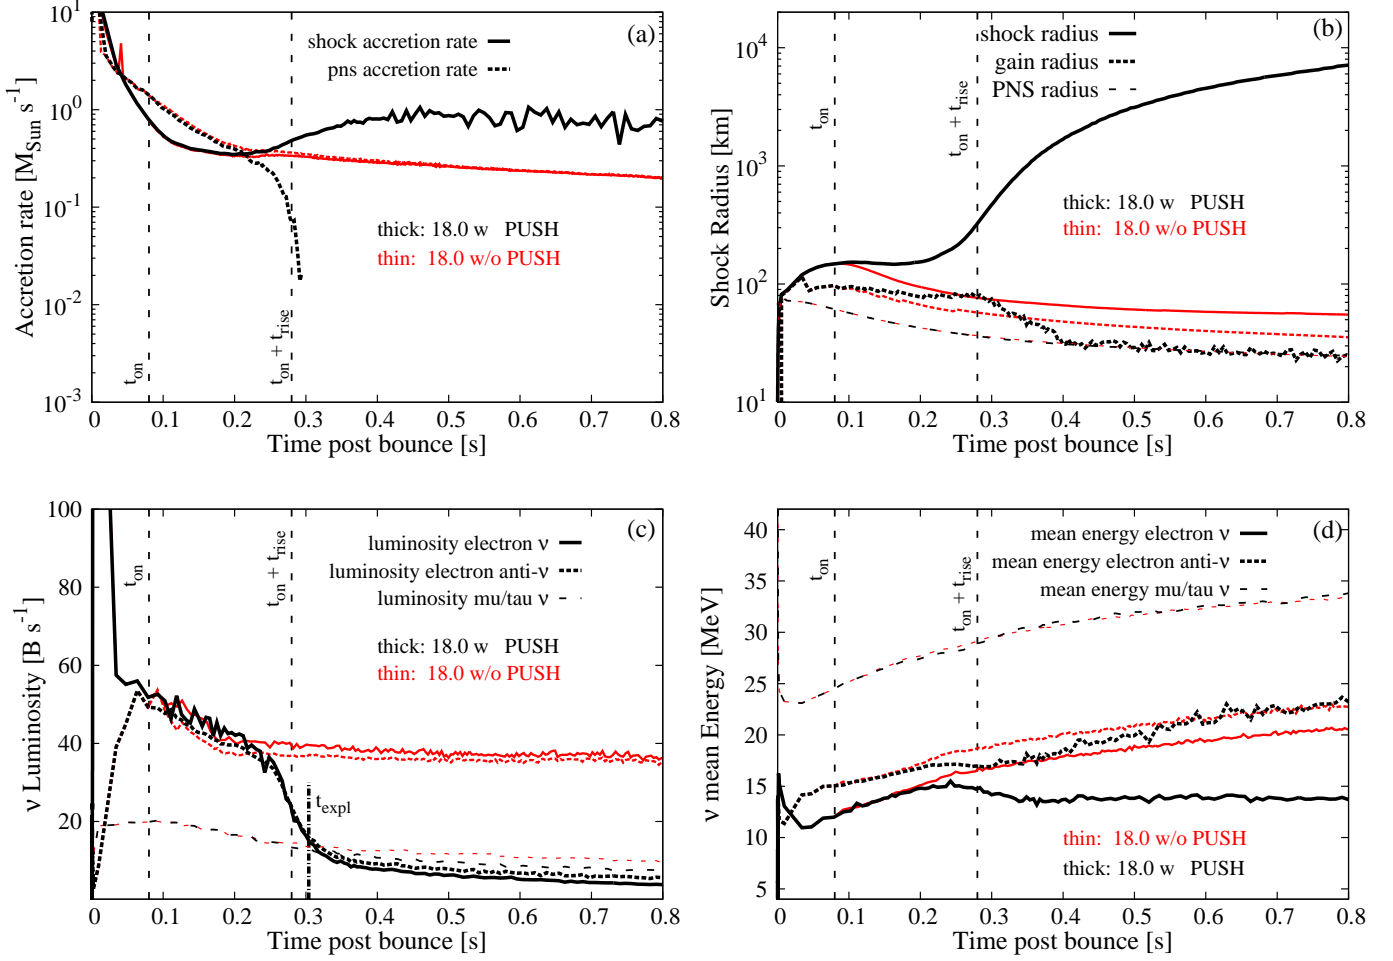 (a)
shock accretion rate
pns accretion rate
Accretion rate [M_Sun s^-1]
10^1
10^0
10^-1
10^-2
10^-3
t_on
t_on + t_rise
thick: 18.0 w PUSH
thin: 18.0 w/o PUSH
0 0.1 0.2 0.3 0.4 0.5 0.6 0.7 0.8
Time post bounce [s]
(b)
shock radius
gain radius
PNS radius
Shock Radius [km]
10^4
10^3
10^2
10^1
t_on
t_on + t_rise
thick: 18.0 w PUSH
thin: 18.0 w/o PUSH
0 0.1 0.2 0.3 0.4 0.5 0.6 0.7 0.8
Time post bounce [s]
(c)
luminosity electron ν
luminosity electron anti-ν
luminosity mu/tau ν
ν Luminosity [B s^-1]
100
80
60
40
20
t_on
t_on + t_rise
thick: 18.0 w PUSH
thin: 18.0 w/o PUSH
t_expl
0 0.1 0.2 0.3 0.4 0.5 0.6 0.7 0.8
Time post bounce [s]
(d)
mean energy electron ν
mean energy electron anti-ν
mean energy mu/tau ν
ν mean Energy [MeV]
40
35
30
25
20
15
10
5
t_on
t_on + t_rise
thin: 18.0 w/o PUSH
thick: 18.0 w PUSH
0 0.1 0.2 0.3 0.4 0.5 0.6 0.7 0.8
Time post bounce [s]